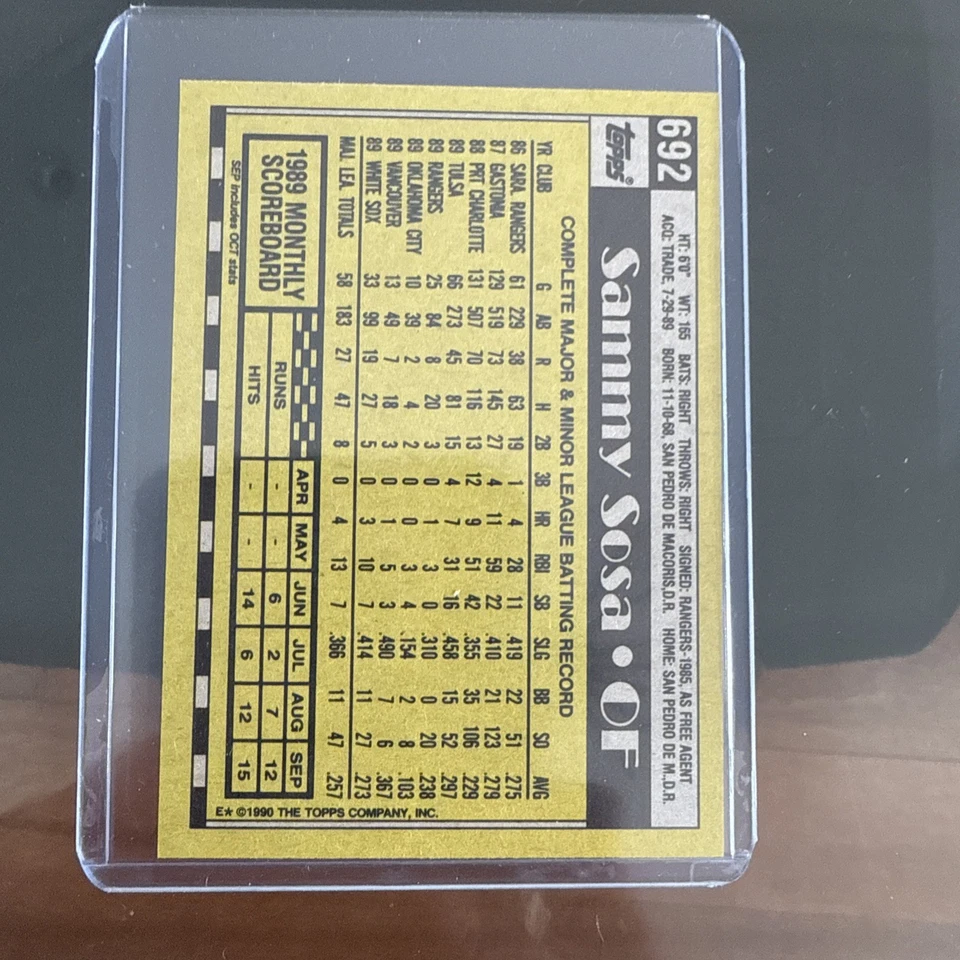 692
HT: 6'0" WT: 165 BATS: RIGHT THROWS: RIGHT SIGNED: RANGERS-1985, AS FREE AGENT
ACQ: TRADE, 7-29-89 BORN: 11-10-68, SAN PEDRO DE MACORIS,D.R. HOME: SAN PEDRO DE M.,D.R.
topps®
Sammy Sosa • OF
COMPLETE MAJOR & MINOR LEAGUE BATTING RECORD
YR CLUB G AB R H 2B 3B HR RBI SB SLG BB SO AVG
86 SARA. RANGERS 61 229 38 63 19 1 4 28 11 .419 22 51 .275
87 GASTONIA 129 519 73 145 27 4 11 59 22 .410 21 123 .279
88 PRT CHARLOTTE 131 507 70 116 13 12 9 51 42 .355 35 106 .229
89 TULSA 66 273 45 81 15 4 7 31 16 .458 15 52 .297
89 RANGERS 25 84 8 20 3 0 1 3 0 .310 0 20 .238
89 OKLAHOMA CITY 10 39 2 4 2 0 0 3 4 .154 2 8 .103
89 VANCOUVER 13 49 7 18 3 0 1 5 3 .490 7 6 .367
89 WHITE SOX 33 99 19 27 5 0 3 10 7 .414 11 27 .273
MAJ. LEA. TOTALS 58 183 27 47 8 0 4 13 7 .366 11 47 .257
1989 MONTHLY
SCOREBOARD
APR MAY JUN JUL AUG SEP
RUNS - - 6 2 7 12
HITS - - 14 6 12 15
SEP includes OCT stats
E* ©1990 THE TOPPS COMPANY, INC.